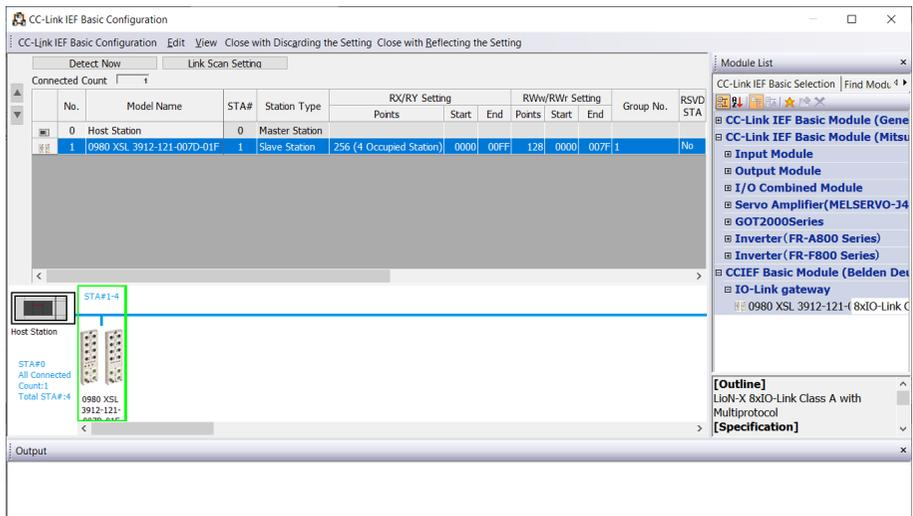 CC-Link IEF Basic Configuration
CC-Link IEF Basic Configuration Edit View Close with Discarding the Setting Close with Reflecting the Setting
Detect Now Link Scan Setting
Connected Count 1
No. Model Name STA# Station Type RX/RY Setting RWw/RWr Setting Group No. RSVD STA
Points Start End Points Start End
0 Host Station 0 Master Station
1 0980 XSL 3912-121-007D-01F 1 Slave Station 256 (4 Occupied Station) 0000 00FF 128 0000 007F 1 No
STA#1-4
Host Station
STA#0
All Connected
Count:1
Total STA#:4
0980 XSL
3912-121-
007D-01F
Module List
CC-Link IEF Basic Selection Find Modu
CC-Link IEF Basic Module (Gene
CC-Link IEF Basic Module (Mitsu
Input Module
Output Module
I/O Combined Module
Servo Amplifier(MELSERVO-J4
GOT2000Series
Inverter(FR-A800 Series)
Inverter(FR-F800 Series)
CCIEF Basic Module (Belden Deu
IO-Link gateway
0980 XSL 3912-121-( 8xIO-Link C
[Outline]
LioN-X 8xIO-Link Class A with
Multiprotocol
[Specification]
Output